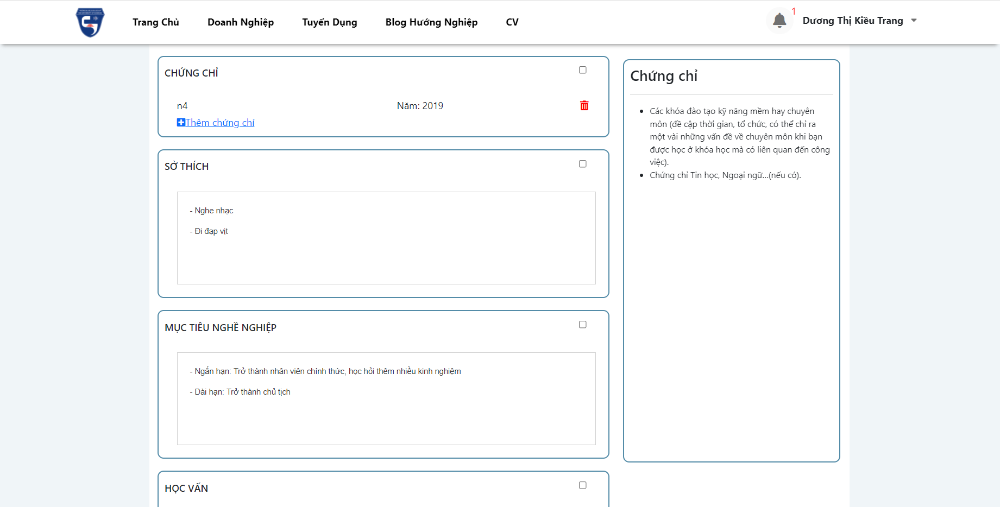 Trang Chủ
Doanh Nghiệp
Tuyển Dụng
Blog Hướng Nghiệp
CV
1
Dương Thị Kiều Trang
CHỨNG CHỈ
n4
Năm: 2019
Thêm chứng chỉ
SỞ THÍCH
- Nghe nhạc
- Đi đạp vịt
MỤC TIÊU NGHỀ NGHIỆP
- Ngắn hạn: Trở thành nhân viên chính thức, học hỏi thêm nhiều kinh nghiệm
- Dài hạn: Trở thành chủ tịch
HỌC VẤN
Chứng chỉ
Các khóa đào tạo kỹ năng mềm hay chuyên
môn (đề cập thời gian, tổ chức, có thể chỉ ra
một vài những vấn đề về chuyên môn khi bạn
được học ở khóa học mà có liên quan đến công
việc).
Chứng chỉ Tin học, Ngoại ngữ...(nếu có).